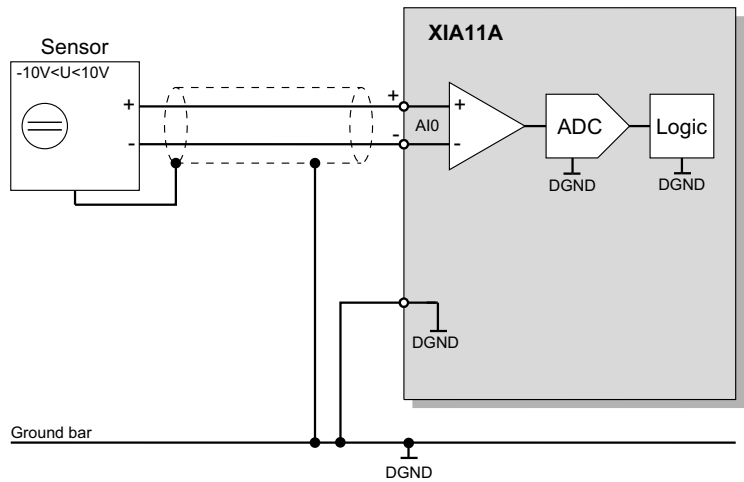 XIA11A
Sensor
-10V<U<10V
+
-
+
-
AI0
+
-
ADC
Logic
DGND
DGND
DGND
Ground bar
DGND